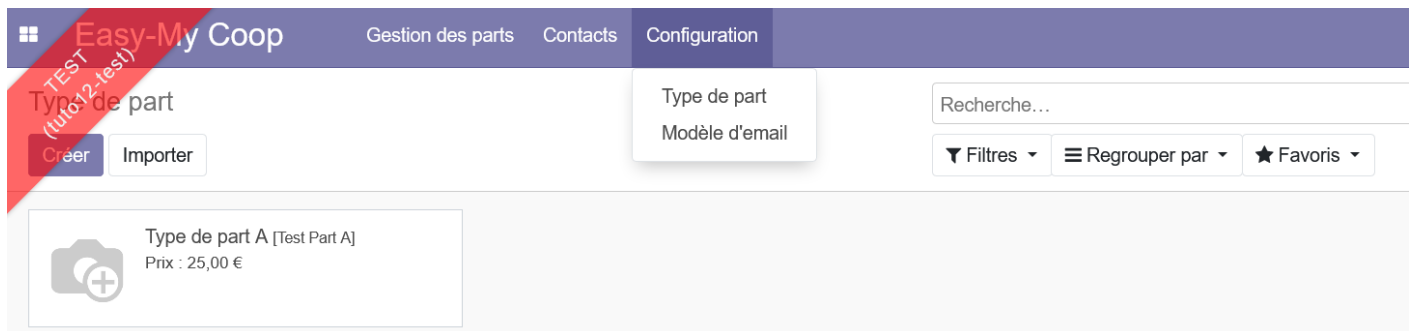 Easy-My Coop Gestion des parts Contacts Configuration
TEST
(tuto12-test)
Type de part
Type de part
Modèle d'email
Recherche...
Créer Importer
Filtres Regrouper par Favoris
Type de part A [Test Part A]
Prix : 25,00 €